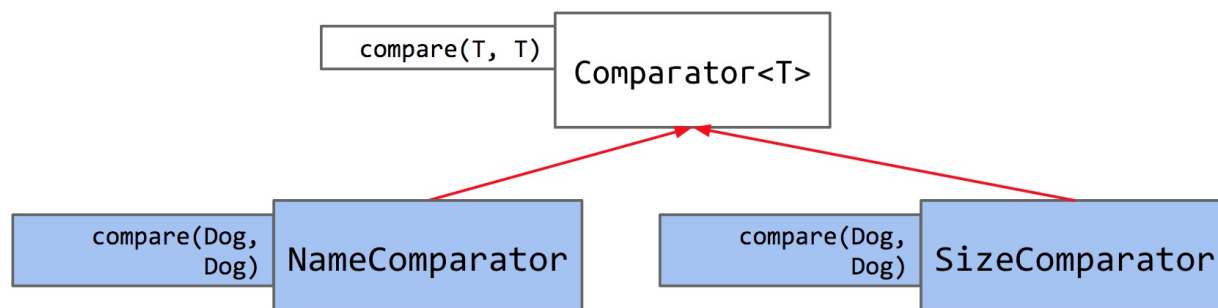 compare(T, T)
Comparator<T>
compare(Dog,
Dog)
NameComparator
compare(Dog,
Dog)
SizeComparator